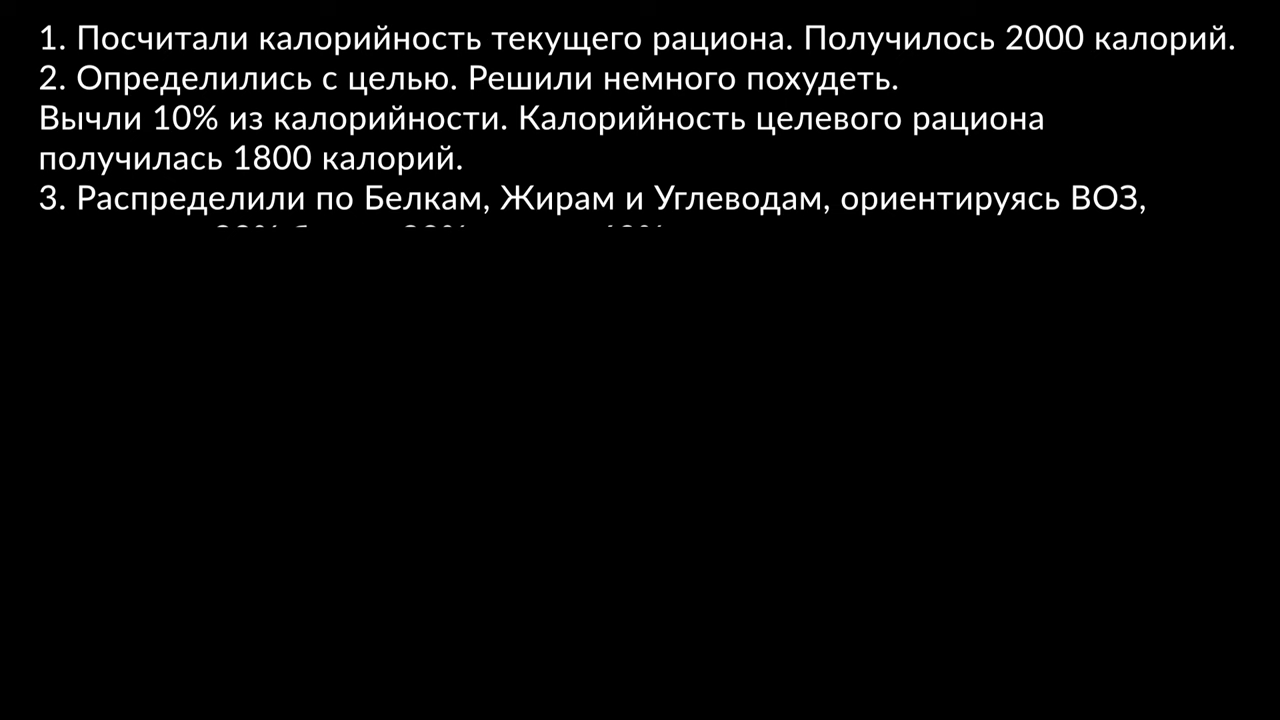 1. Посчитали калорийность текущего рациона. Получилось 2000 калорий.
2. Определились с целью. Решили немного похудеть.
Вычли 10% из калорийности. Калорийность целевого рациона
получилась 1800 калорий.
3. Распределили по Белкам, Жирам и Углеводам, ориентируясь ВОЗ,